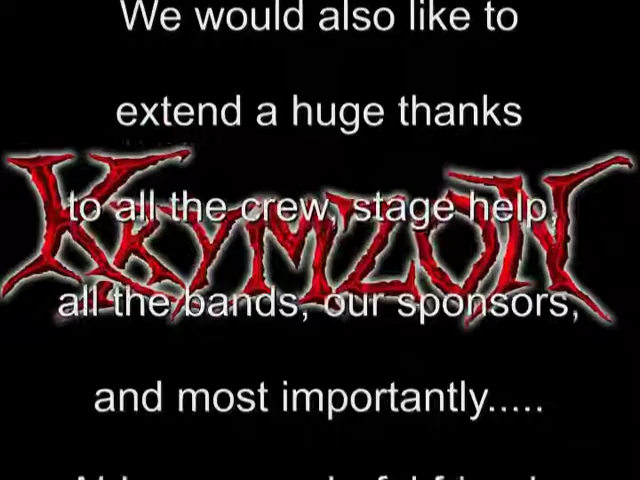 We would also like to
extend a huge thanks
KRYMZON
to all the crew, stage help,
all the bands, our sponsors,
and most importantly.....